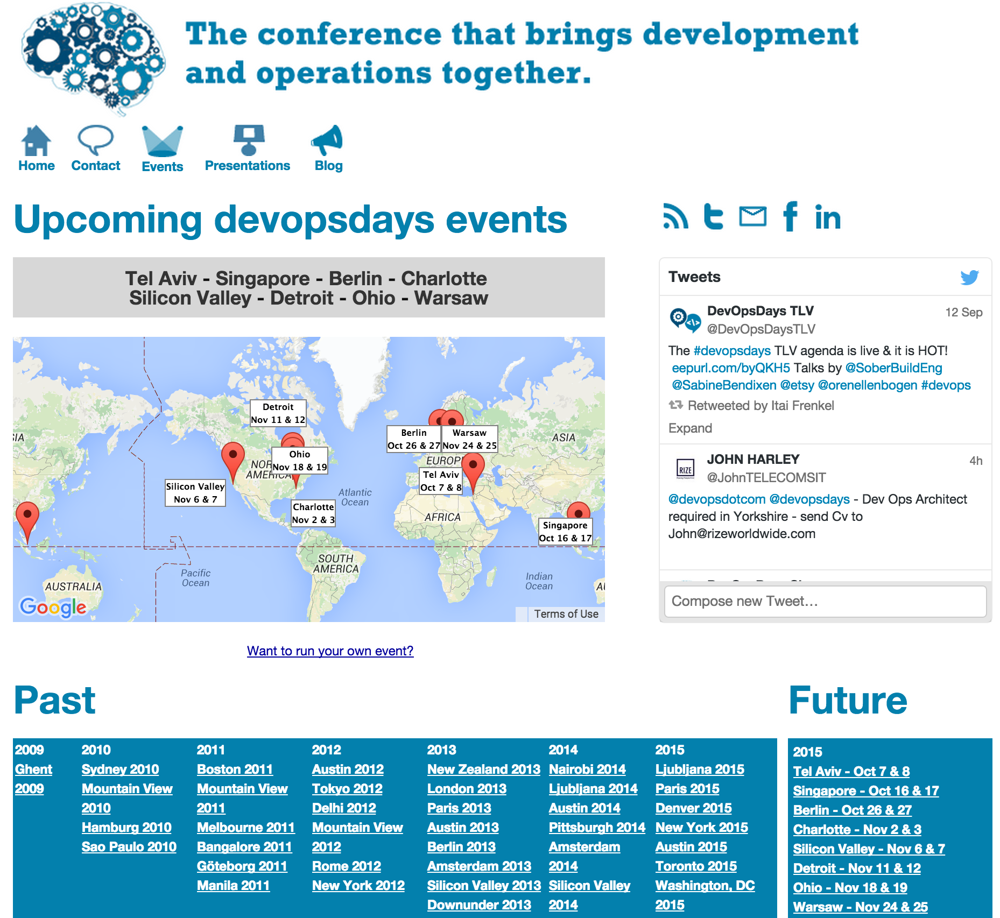 The conference that brings development
and operations together.
Home Contact Events Presentations Blog
Upcoming devopsdays events
Tel Aviv - Singapore - Berlin - Charlotte
Silicon Valley - Detroit - Ohio - Warsaw
Detroit
Nov 11 & 12
Berlin
Oct 26 & 27
Warsaw
Nov 24 & 25
ASIA
Ohio
Nov 18 & 19
Tel Aviv
Oct 7 & 8
Silicon Valley
Nov 6 & 7
Atlantic
Ocean
Charlotte
Nov 2 & 3
AFRICA
Singapore
Oct 16 & 17
SOUTH
AMERICA
Pacific
Ocean
Indian
Ocean
AUSTRALIA
Google
Terms of Use
Want to run your own event?
Tweets
DevOpsDays TLV
12 Sep
@DevOpsDaysTLV
The #devopsdays TLV agenda is live & it is HOT!
eepurl.com/byQKH5 Talks by @SoberBuildEng
@SabineBendixen @etsy @orenellenbogen #devops
Retweeted by Itai Frenkel
Expand
RIZE
JOHN HARLEY
4h
@JohnTELECOMSIT
@devopsdotcom @devopsdays - Dev Ops Architect
required in Yorkshire - send Cv to
John@rizeworldwide.com
Compose new Tweet...
Past
2009
Ghent
2009
2010
Sydney 2010
Mountain View
2010
Hamburg 2010
Sao Paulo 2010
2011
Boston 2011
Mountain View
2011
Melbourne 2011
Bangalore 2011
Göteborg 2011
Manila 2011
2012
Austin 2012
Tokyo 2012
Delhi 2012
Mountain View
2012
Rome 2012
New York 2012
2013
New Zealand 2013
London 2013
Paris 2013
Austin 2013
Berlin 2013
Amsterdam 2013
Silicon Valley 2013
Downunder 2013
2014
Nairobi 2014
Ljubljana 2014
Austin 2014
Pittsburgh 2014
Amsterdam
2014
Silicon Valley
2014
2015
Ljubljana 2015
Paris 2015
Denver 2015
New York 2015
Austin 2015
Toronto 2015
Washington, DC
2015
Future
2015
Tel Aviv - Oct 7 & 8
Singapore - Oct 16 & 17
Berlin - Oct 26 & 27
Charlotte - Nov 2 & 3
Silicon Valley - Nov 6 & 7
Detroit - Nov 11 & 12
Ohio - Nov 18 & 19
Warsaw - Nov 24 & 25